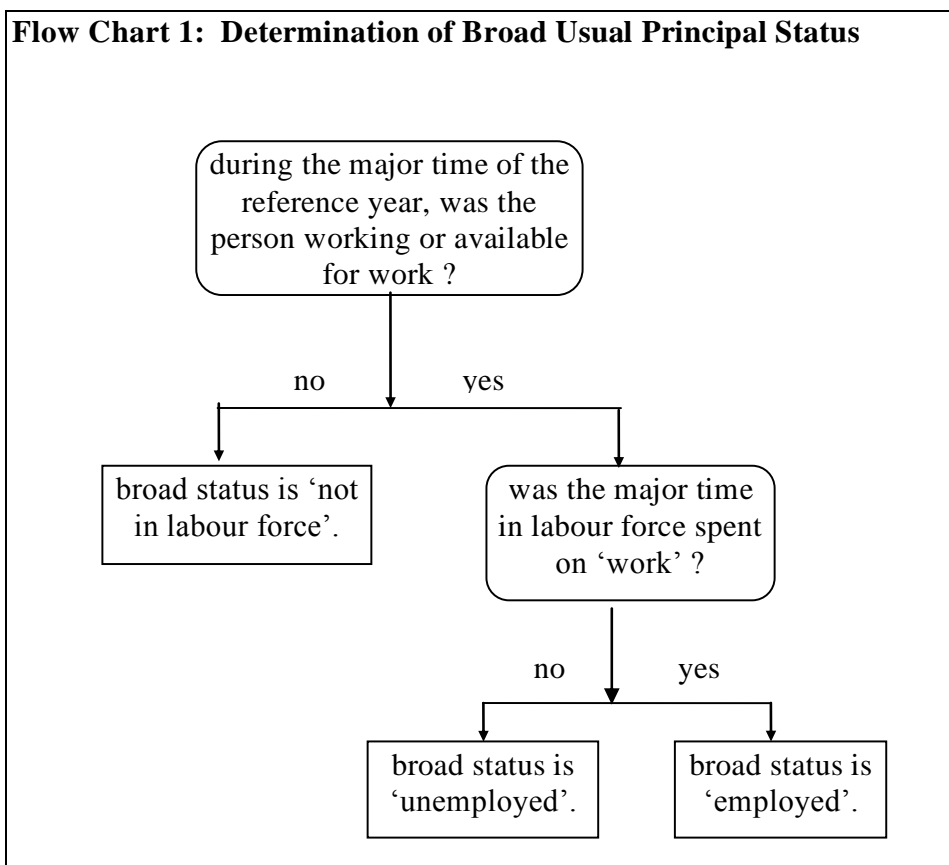 Flow Chart 1: Determination of Broad Usual Principal Status
during the major time of the
reference year, was the
person working or available
for work ?
no yes
broad status is ‘not
in labour force’.
was the major time
in labour force spent
on ‘work’ ?
no yes
broad status is
‘unemployed’.
broad status is
‘employed’.